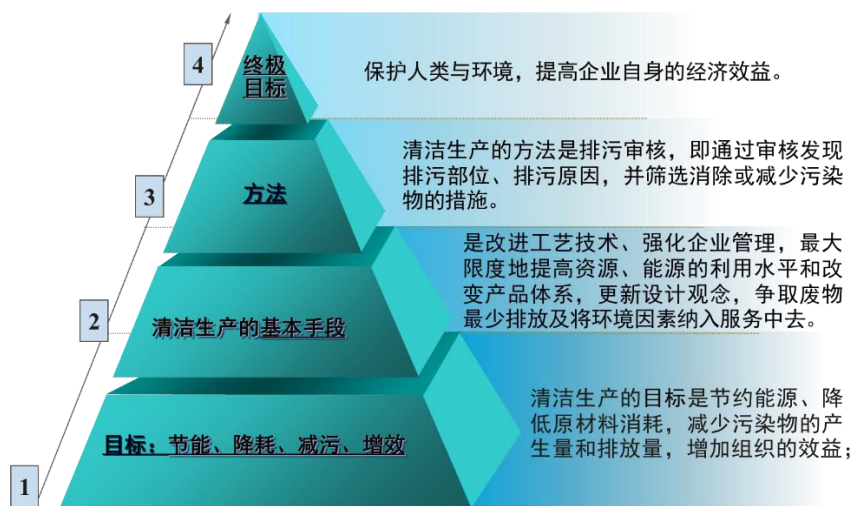 4
终极
目标
保护人类与环境，提高企业自身的经济效益。
3
方法
清洁生产的方法是排污审核，即通过审核发现
排污部位、排污原因，并筛选消除或减少污染
物的措施。
2
清洁生产的基本手段
是改进工艺技术、强化企业管理，最大
限度地提高资源、能源的利用水平和改
变产品体系，更新设计观念，争取废物
最少排放及将环境因素纳入服务中去。
1
目标：节能、降耗、减污、增效
清洁生产的目标是节约能源、降
低原材料消耗，减少污染物的产
生量和排放量，增加组织的效益；